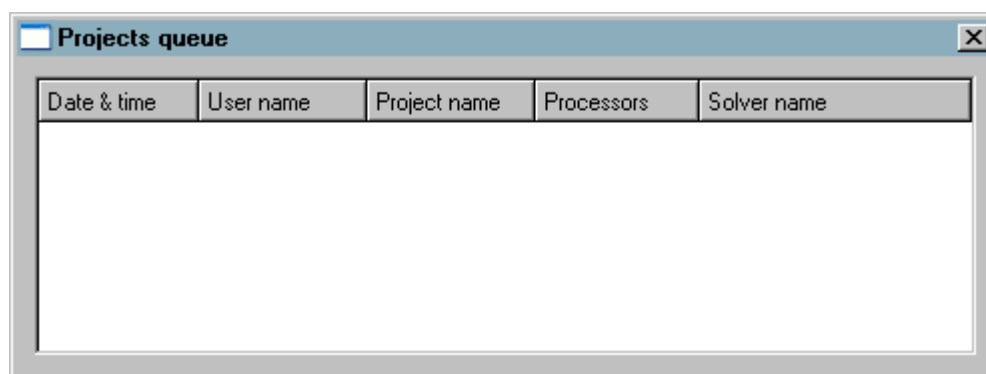 Projects queue
Date & time User name Project name Processors Solver name